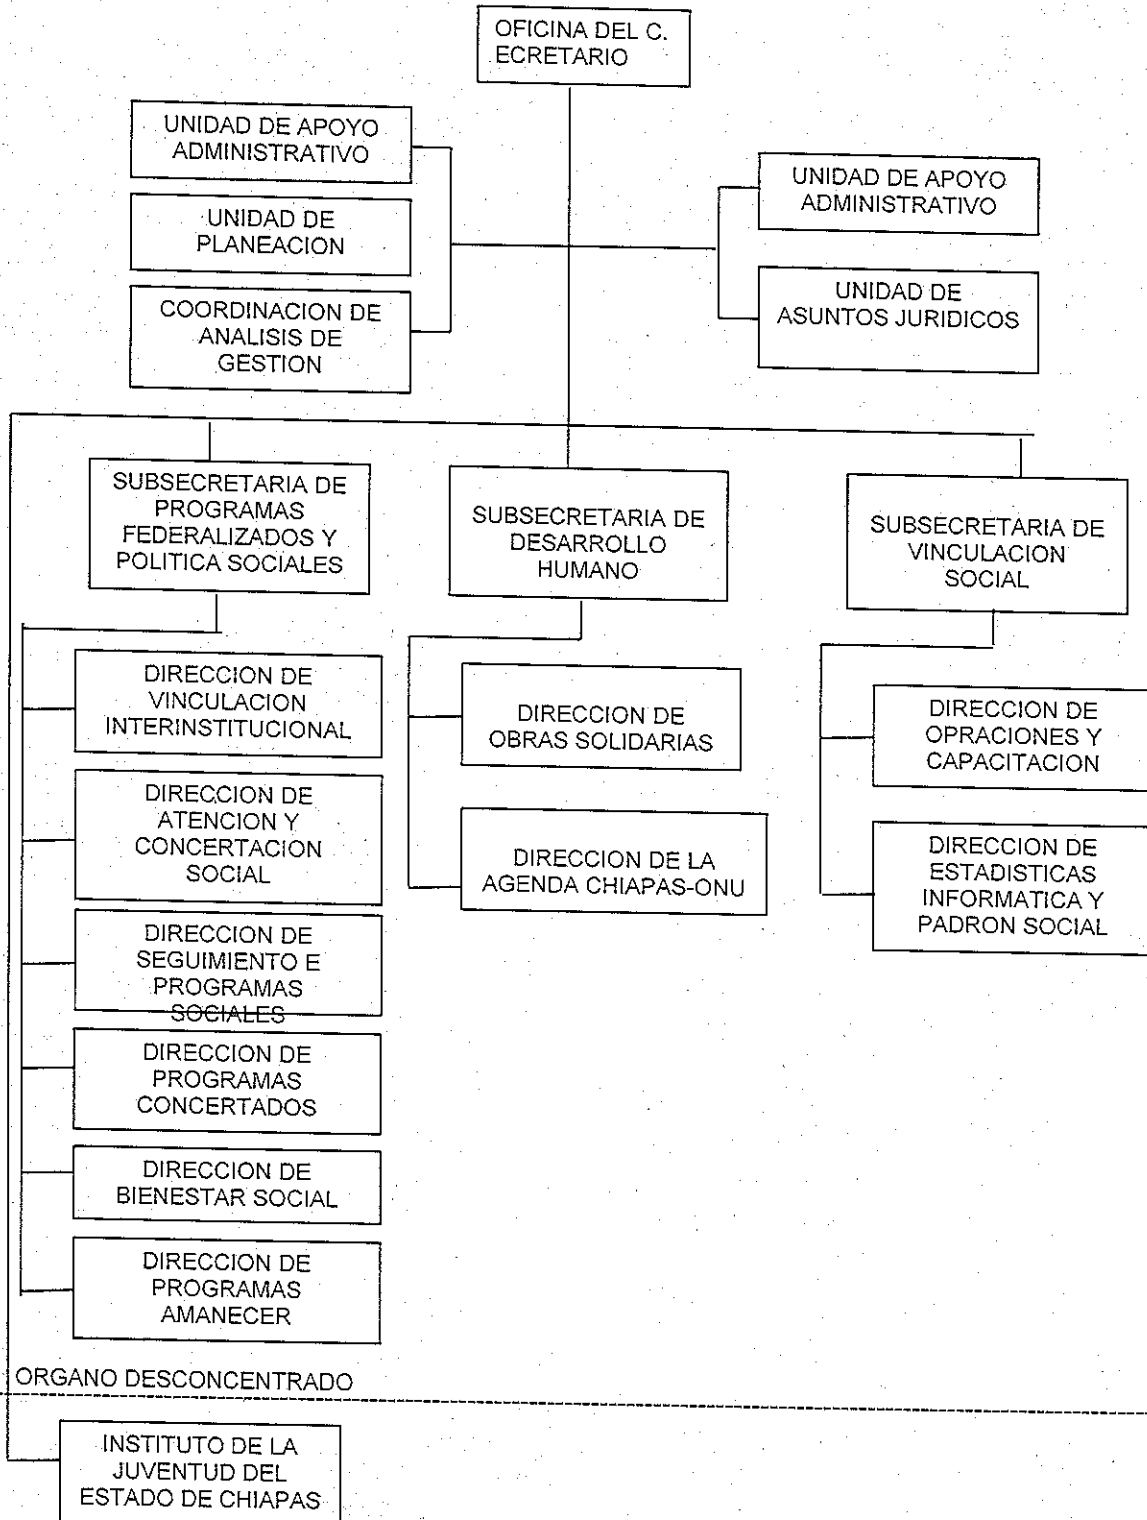 OFICINA DEL C.
ECRETARIO
UNIDAD DE APOYO
ADMINISTRATIVO
UNIDAD DE
PLANEACION
COORDINACION DE
ANALISIS DE
GESTION
UNIDAD DE APOYO
ADMINISTRATIVO
UNIDAD DE
ASUNTOS JURIDICOS
SUBSECRETARIA DE
PROGRAMAS
FEDERALIZADOS Y
POLITICA SOCIALES
SUBSECRETARIA DE
DESARROLLO
HUMANO
SUBSECRETARIA DE
VINCULACION
SOCIAL
DIRECCION DE
VINCULACION
INTERINSTITUCIONAL
DIRECCION DE
ATENCION Y
CONCERTACION
SOCIAL
DIRECCION DE
SEGUIMIENTO E
PROGRAMAS
SOCIALES
DIRECCION DE
PROGRAMAS
CONCERTADOS
DIRECCION DE
BIENESTAR SOCIAL
DIRECCION DE
PROGRAMAS
AMANECER
DIRECCION DE
OBRAS SOLIDARIAS
DIRECCION DE LA
AGENDA CHIAPAS-ONU
DIRECCION DE
OPRACIONES Y
CAPACITACION
DIRECCION DE
ESTADISTICAS
INFORMATICA Y
PADRON SOCIAL
ORGANO DESCONCENTRADO
INSTITUTO DE LA
JUVENTUD DEL
ESTADO DE CHIAPAS